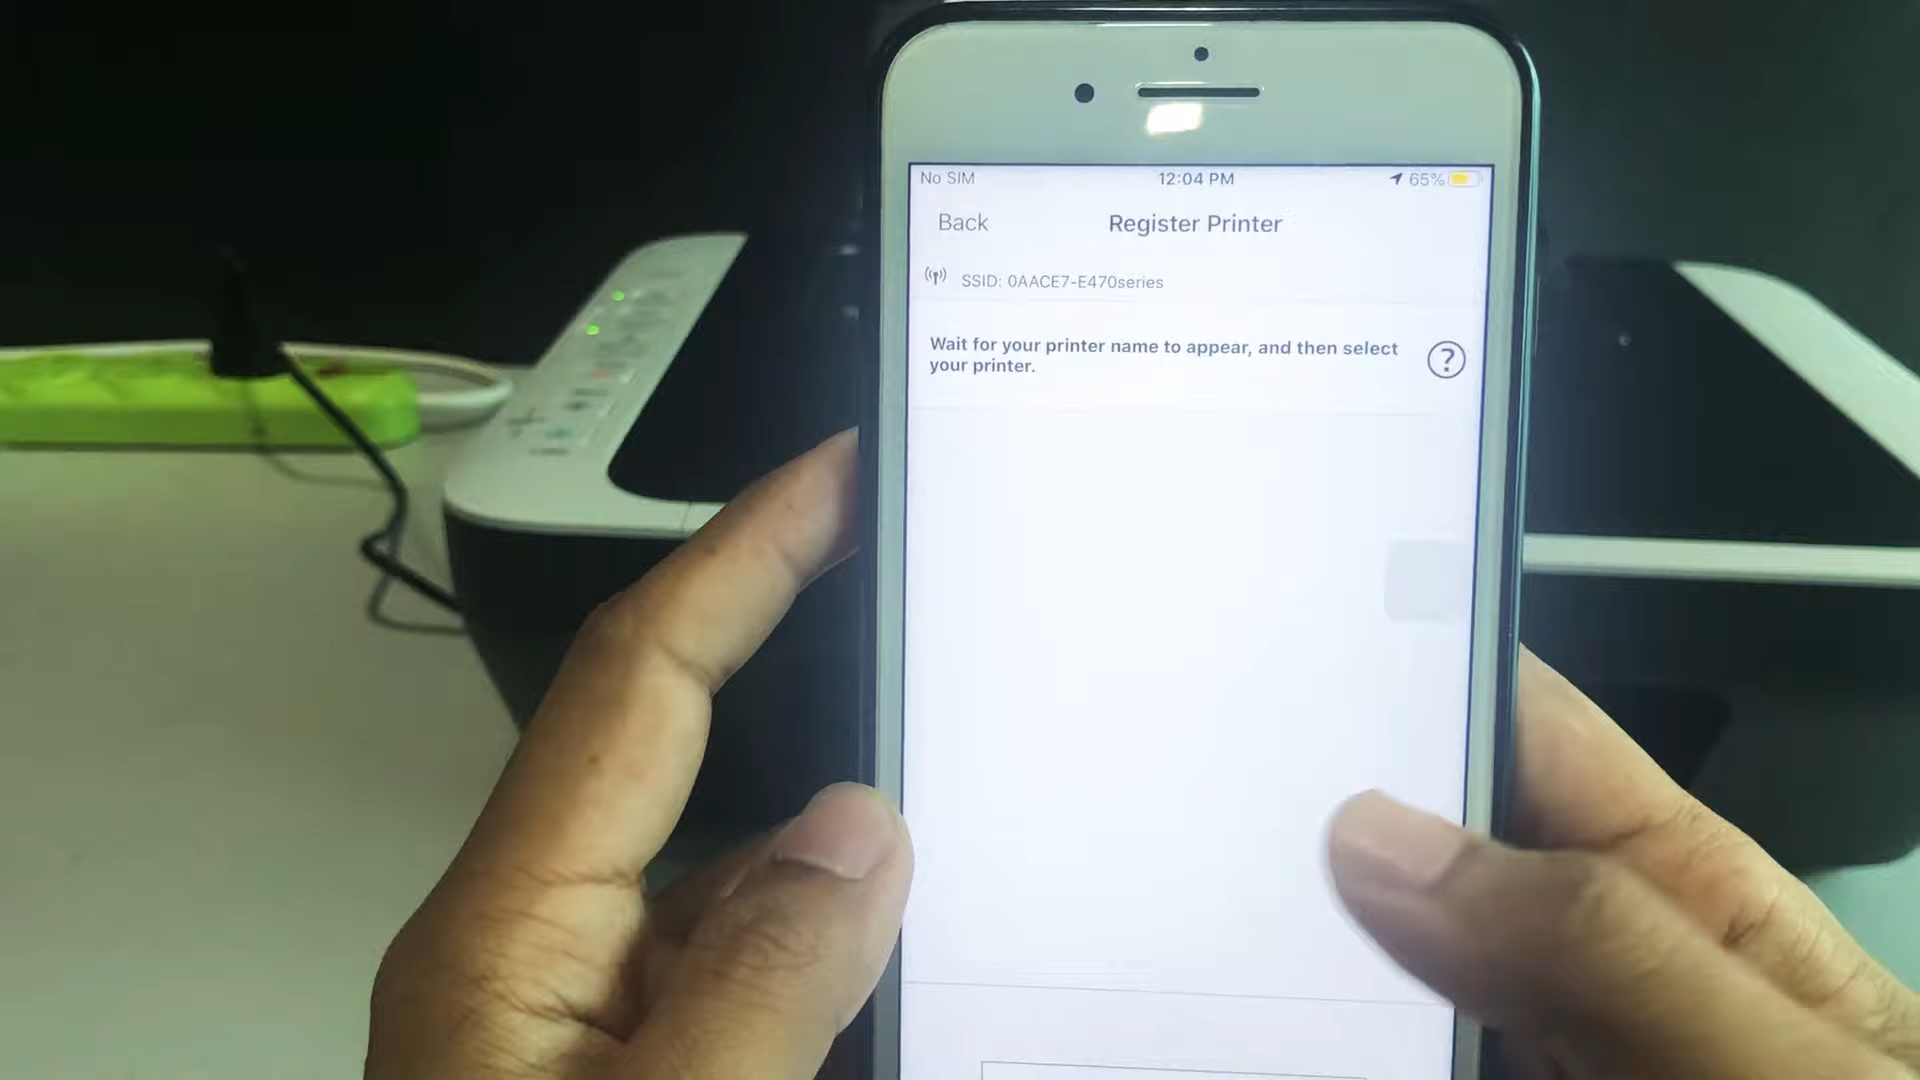 No SIM 12:04 PM 65%
Back Register Printer
SSID: 0AACE7-E470series
Wait for your printer name to appear, and then select
your printer.
?